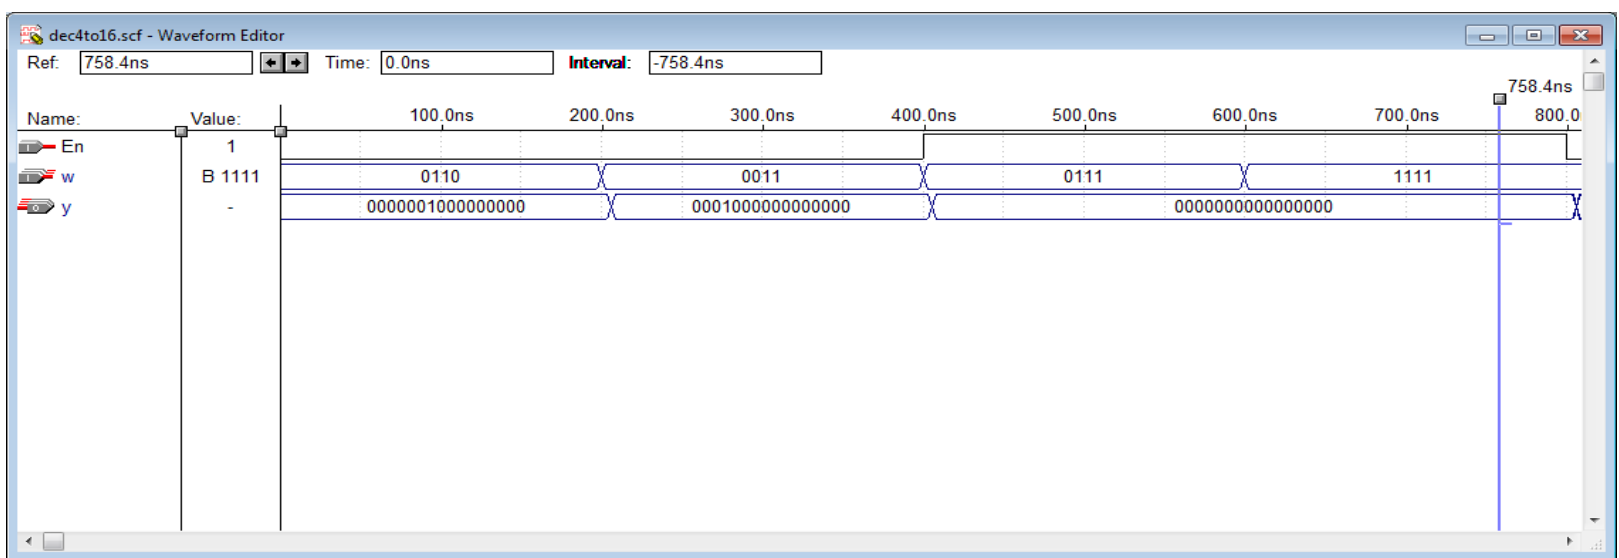 dec4to16.scf - Waveform Editor
Ref: 758.4ns Time: 0.0ns Interval: -758.4ns
758.4ns
Name: Value: 100.0ns 200.0ns 300.0ns 400.0ns 500.0ns 600.0ns 700.0ns 800.0
En 1
w B 1111 0110 0011 0111 1111
y - 0000001000000000 0001000000000000 0000000000000000